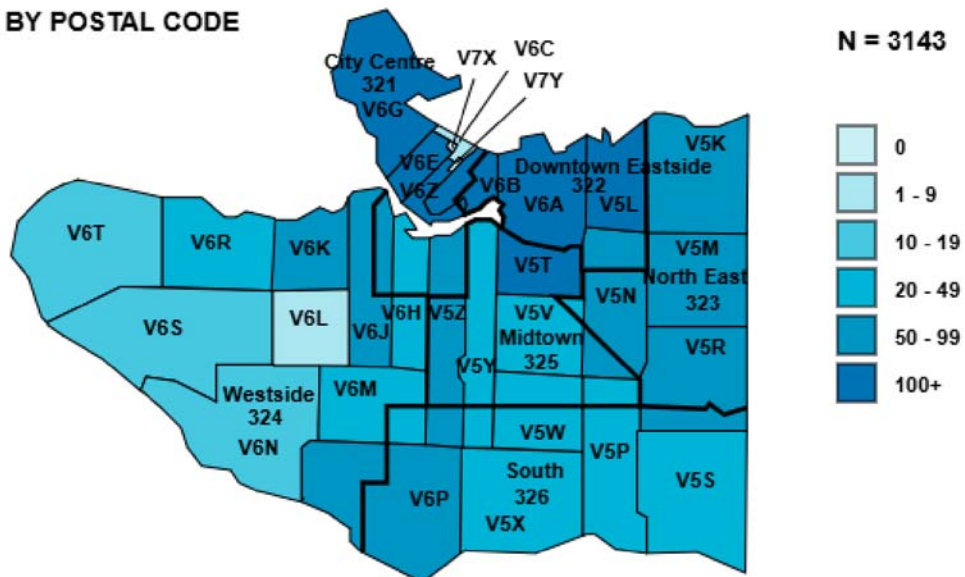 BY POSTAL CODE
N = 3143
V7X
V6C
V7Y
City Centre
321
V6G
V6E
V6Z
V6B
Downtown Eastside
322
V6A
V5L
V5K
0
1 - 9
10 - 19
20 - 49
50 - 99
100+
V6T
V6R
V6K
V5T
V5M
North East
323
V6S
V6L
V6J
V6H
V5Z
V5Y
V5V
Midtown
325
V5N
V5R
Westside
324
V6N
V6M
V5W
V5P
South
326
V6P
V5X
V5S